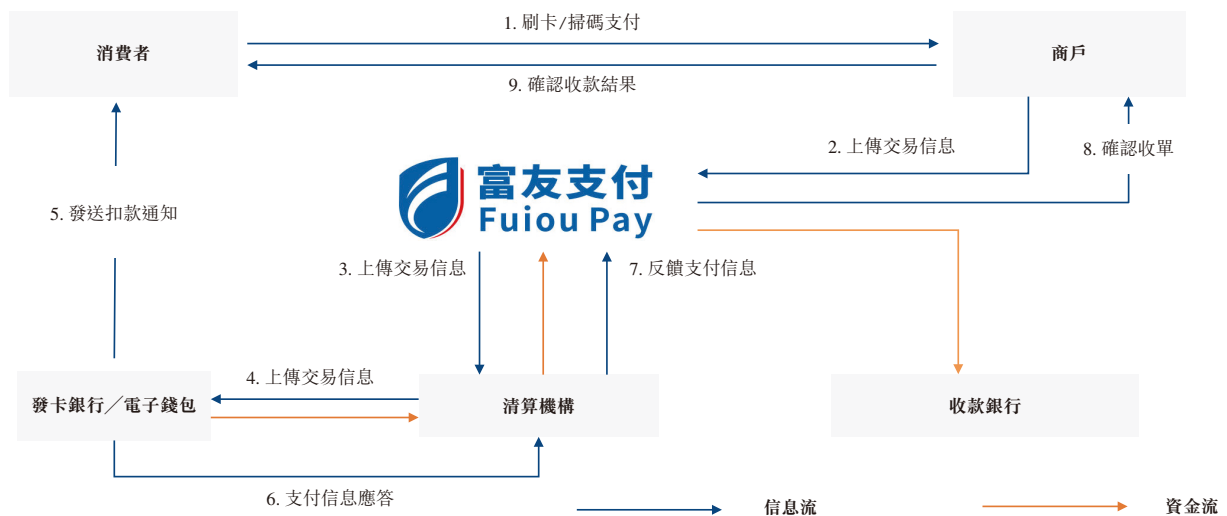 1. 刷卡/掃碼支付
消費者
商戶
9. 確認收款結果
2. 上傳交易信息
8. 確認收單
富友支付
Fuiou Pay
5. 發送扣款通知
3. 上傳交易信息
7. 反饋支付信息
4. 上傳交易信息
發卡銀行／電子錢包
清算機構
收款銀行
6. 支付信息應答
信息流
資金流